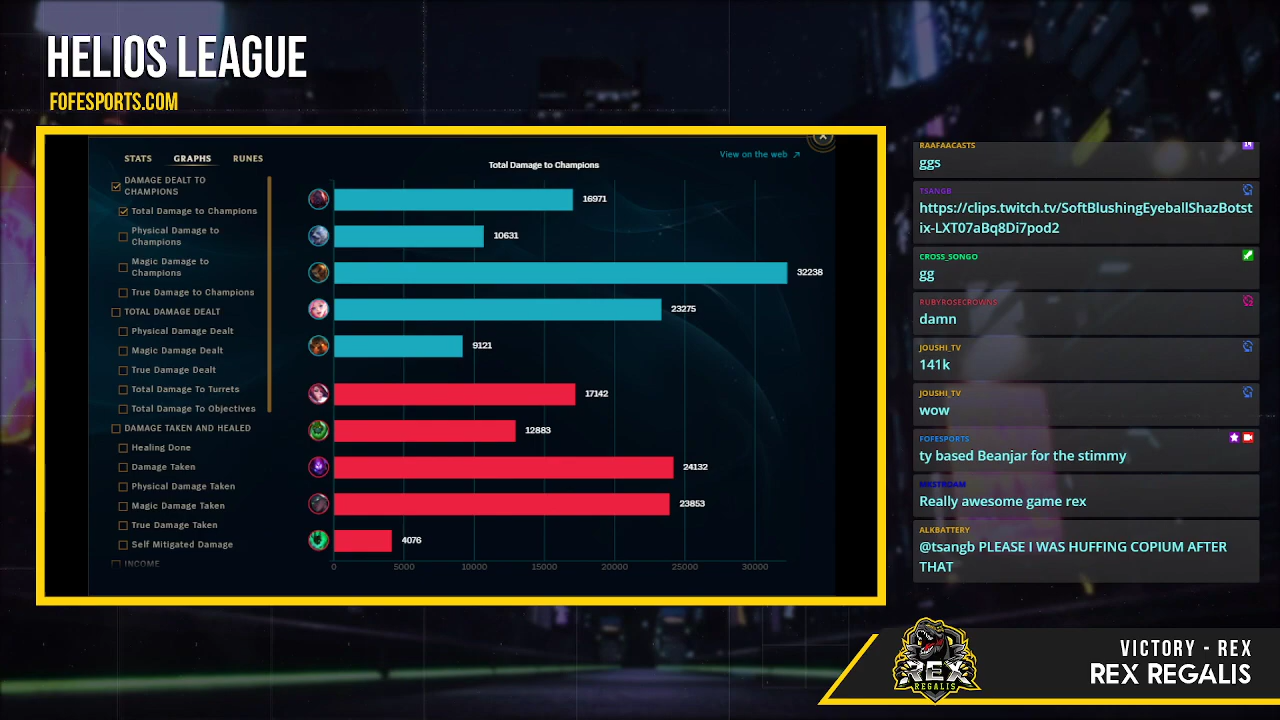 HELIOS LEAGUE
FOFESPORTS.COM
STATS GRAPHS RUNES
View on the web
Total Damage to Champions
DAMAGE DEALT TO
CHAMPIONS
Total Damage to Champions
Physical Damage to
Champions
Magic Damage to
Champions
True Damage to Champions
TOTAL DAMAGE DEALT
Physical Damage Dealt
Magic Damage Dealt
True Damage Dealt
Total Damage To Turrets
Total Damage To Objectives
DAMAGE TAKEN AND HEALED
Healing Done
Damage Taken
Physical Damage Taken
Magic Damage Taken
True Damage Taken
Self Mitigated Damage
INCOME
16971
10631
32238
23275
9121
17142
12883
24132
23853
4076
0 5000 10000 15000 20000 25000 30000
RAAFAACASTS
ggs
TSANGB
https://clips.twitch.tv/SoftBlushingEyeballShazBotst
ix-LXT07aBq8Di7pod2
CROSS_SONGO
gg
RUBYROSECROWNS
damn
JOUSHI_TV
141k
JOUSHI_TV
wow
FOFESPORTS
ty based Beanjar for the stimmy
Really awesome game rex
ALKBATTERY
@tsangb PLEASE I WAS HUFFING COPIUM AFTER
THAT
REX
REGALIS
VICTORY - REX
REX REGALIS